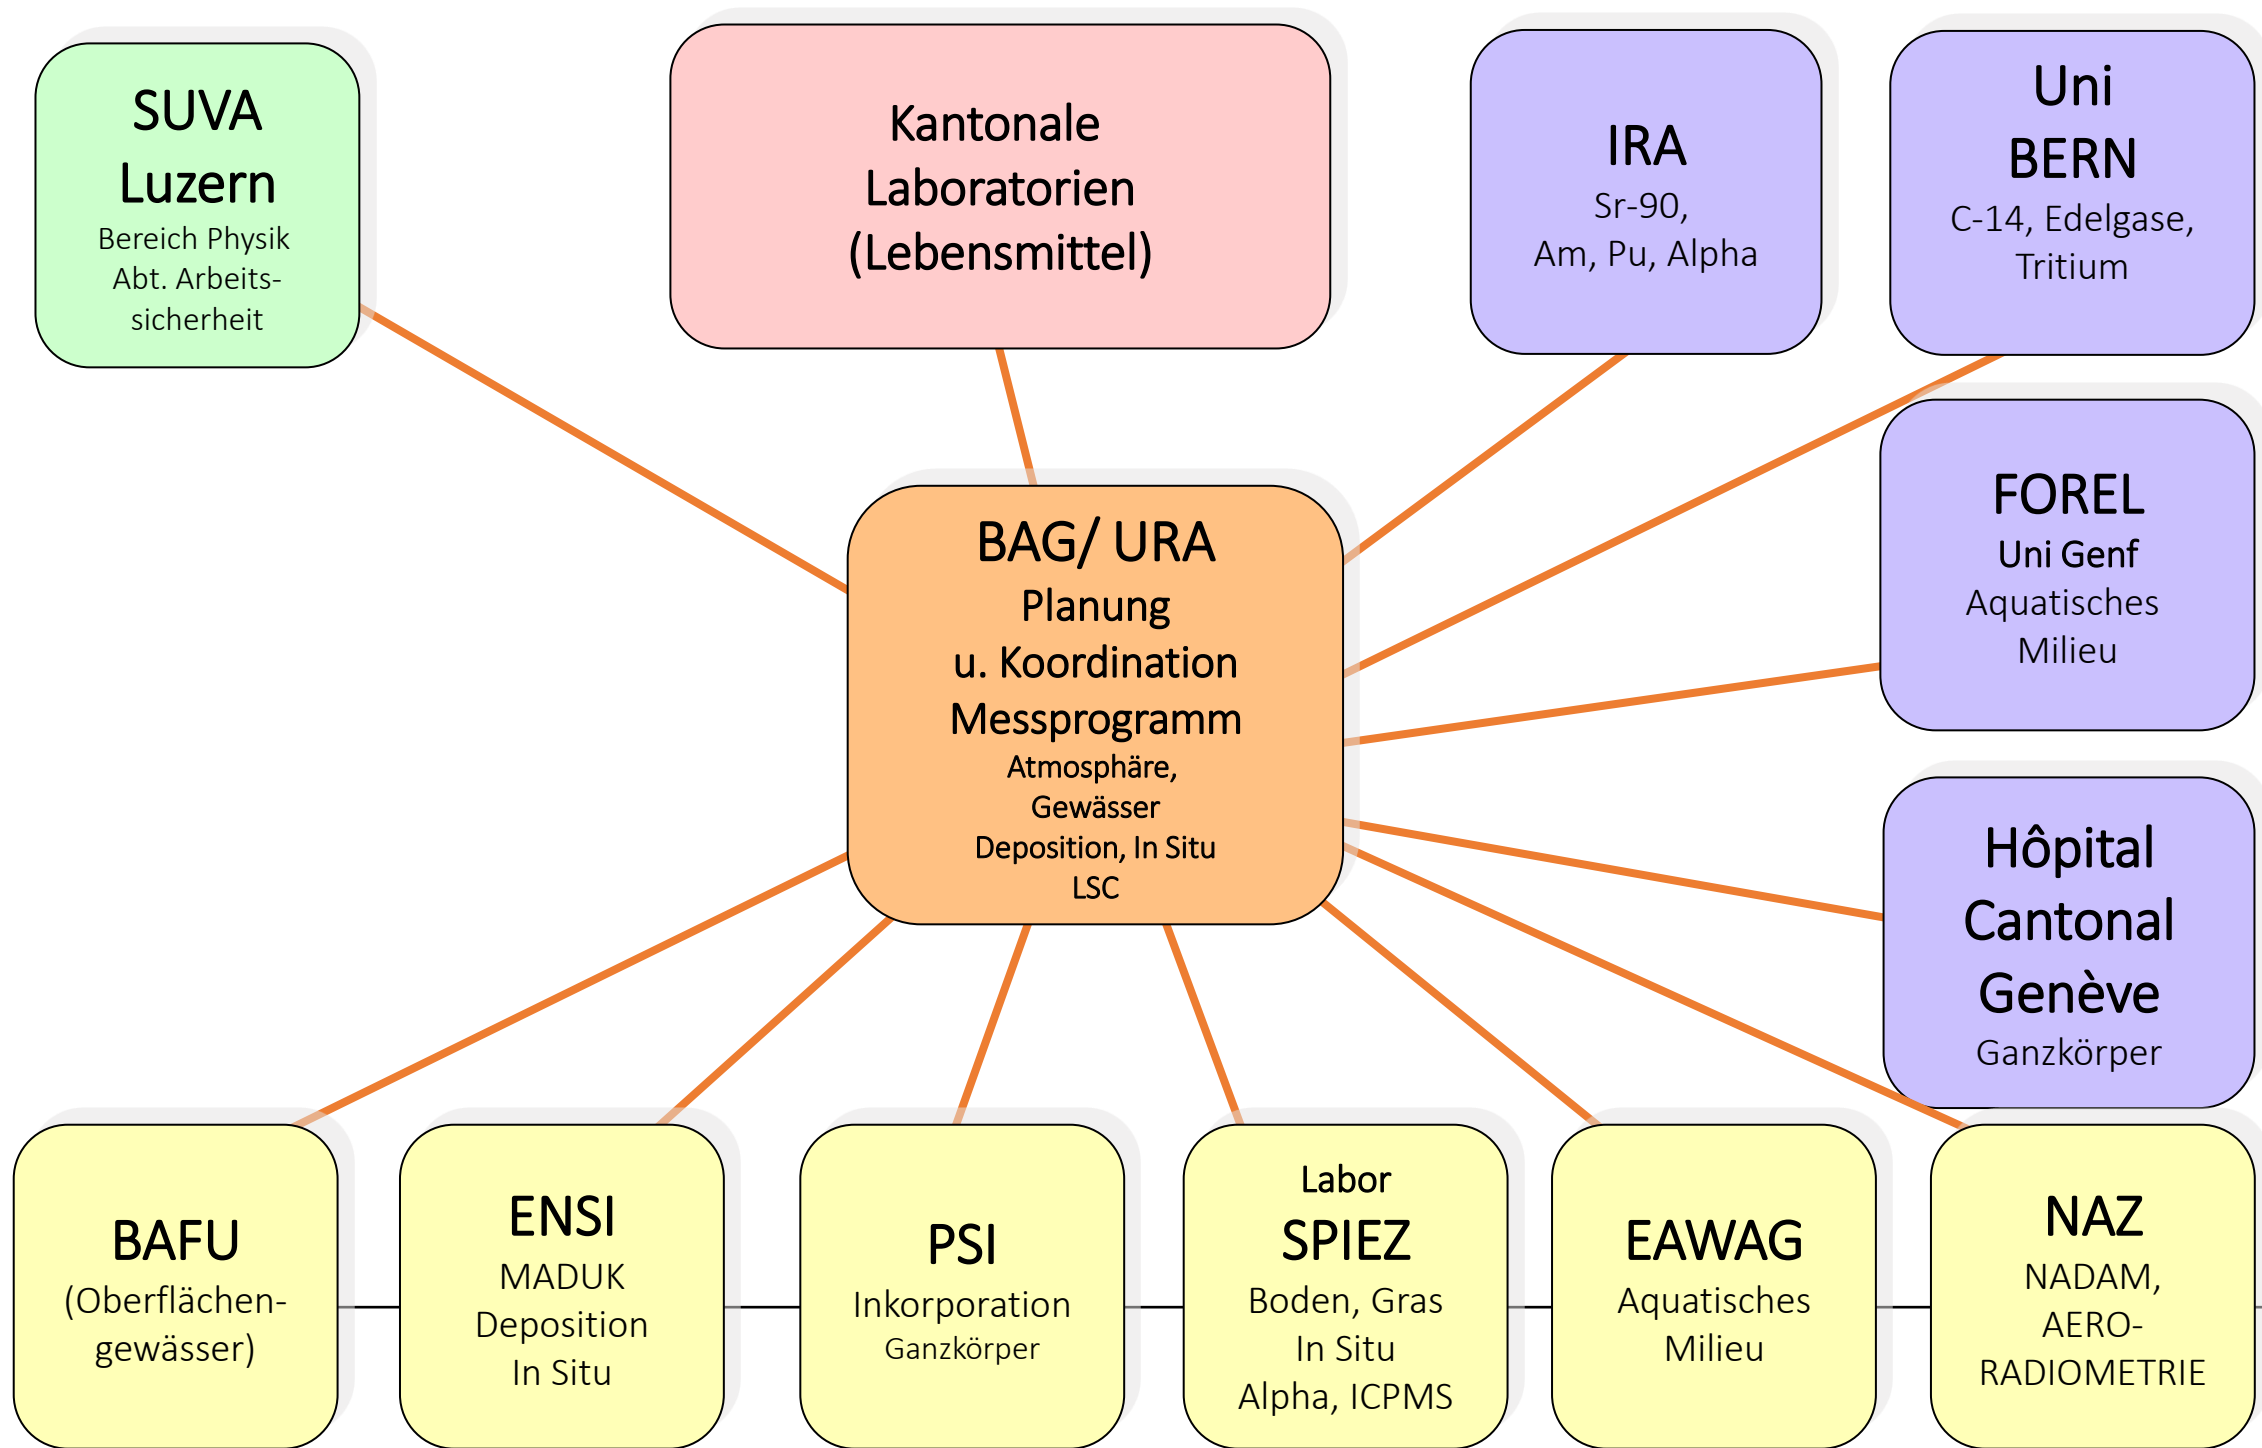 SUVA
Luzern
Bereich Physik
Abt. Arbeits-
sicherheit
Kantonale
Laboratorien
(Lebensmittel)
IRA
Sr-90,
Am, Pu, Alpha
Uni
BERN
C-14, Edelgase,
Tritium
FOREL
Uni Genf
Aquatisches
Milieu
BAG/ URA
Planung
u. Koordination
Messprogramm
Atmosphäre,
Gewässer
Deposition, In Situ
LSC
Hôpital
Cantonal
Genève
Ganzkörper
BAFU
(Oberflächen-
gewässer)
ENSI
MADUK
Deposition
In Situ
PSI
Inkorporation
Ganzkörper
Labor
SPIEZ
Boden, Gras
In Situ
Alpha, ICPMS
EAWAG
Aquatisches
Milieu
NAZ
NADAM,
AERO-
RADIOMETRIE